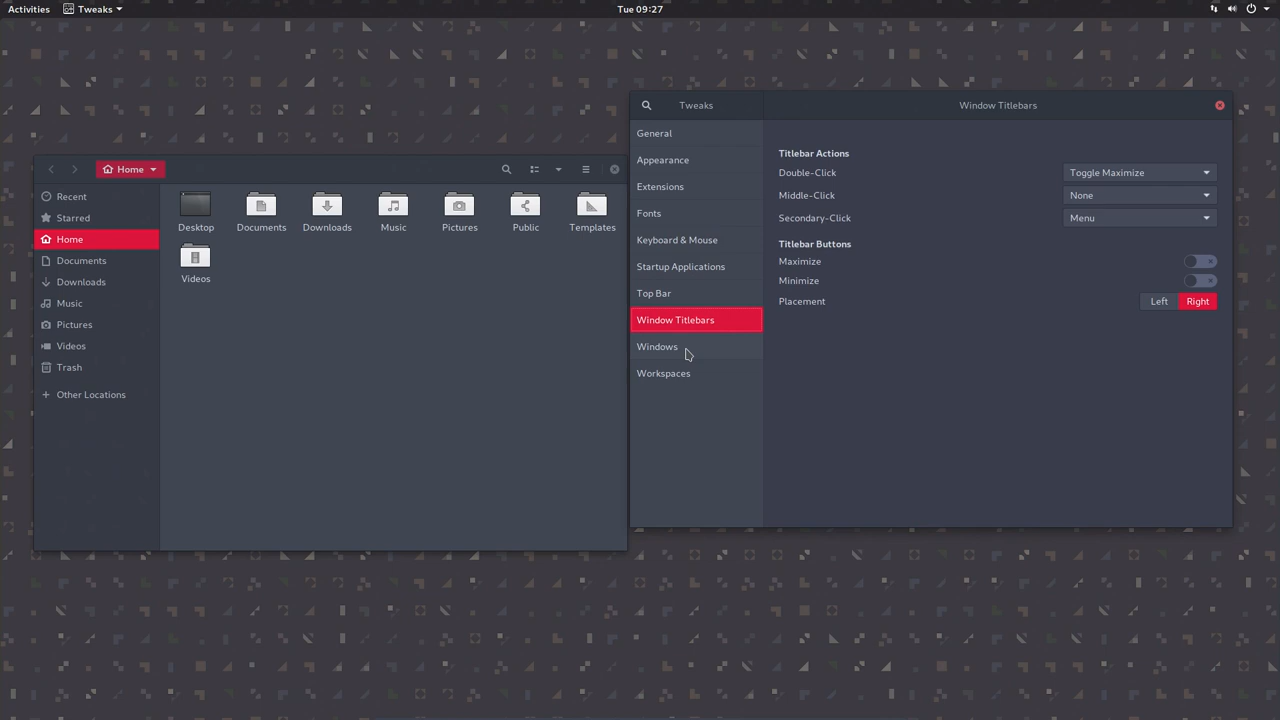 Activities
Tweaks
Tue 09:27
Home
Recent
Starred
Home
Documents
Downloads
Music
Pictures
Videos
Trash
Other Locations
Desktop
Documents
Downloads
Music
Pictures
Public
Templates
Videos
Tweaks
Window Titlebars
General
Appearance
Extensions
Fonts
Keyboard & Mouse
Startup Applications
Top Bar
Window Titlebars
Windows
Workspaces
Titlebar Actions
Double-Click
Toggle Maximize
Middle-Click
None
Secondary-Click
Menu
Titlebar Buttons
Maximize
Minimize
Placement
Left
Right